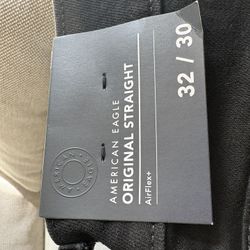 AMERICAN EAGLE
ORIGINAL STRAIGHT
AirFlex+
32 / 30